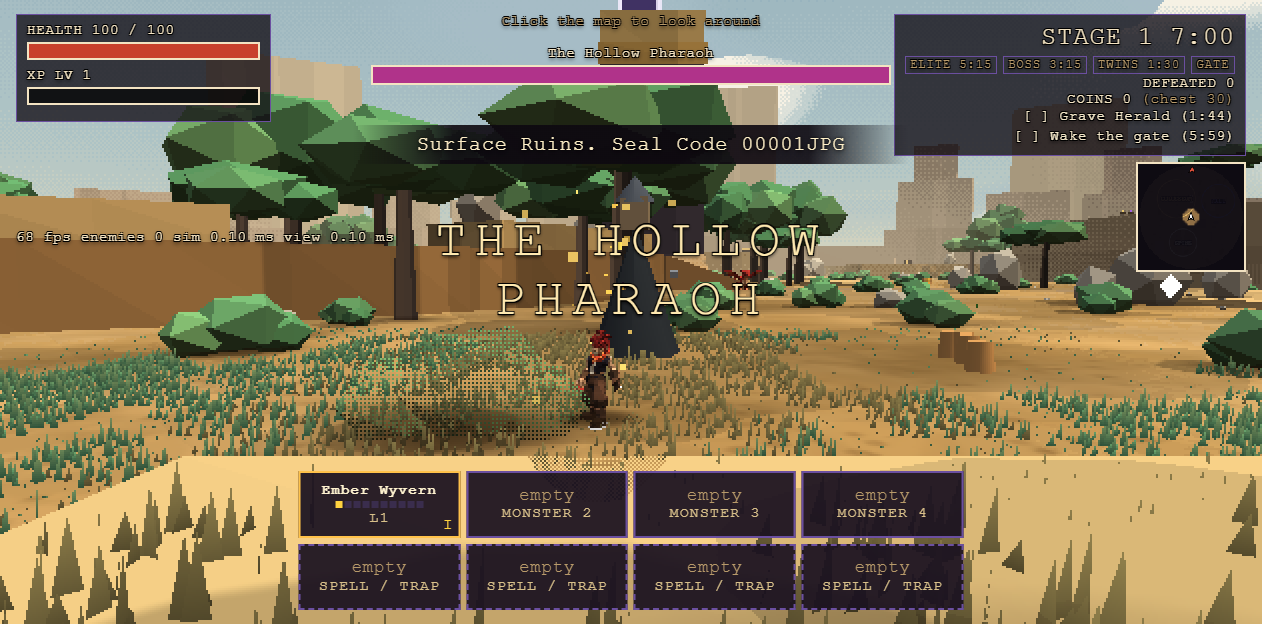 Click the map to look around
HEALTH 100 / 100
XP LV 1
The Hollow Pharaoh
STAGE 1 7:00
ELITE 5:15 BOSS 3:15 TWINS 1:30 GATE
DEFEATED 0
COINS 0 (chest 30)
[ ] Grave Herald (1:44)
[ ] Wake the gate (5:59)
Surface Ruins. Seal Code 00001JPG
68 fps enemies 0 sim 0.10 ms view 0.10 ms
THE HOLLOW
PHARAOH
Ember Wyvern
L1
I
empty
MONSTER 2
empty
MONSTER 3
empty
MONSTER 4
empty
SPELL / TRAP
empty
SPELL / TRAP
empty
SPELL / TRAP
empty
SPELL / TRAP